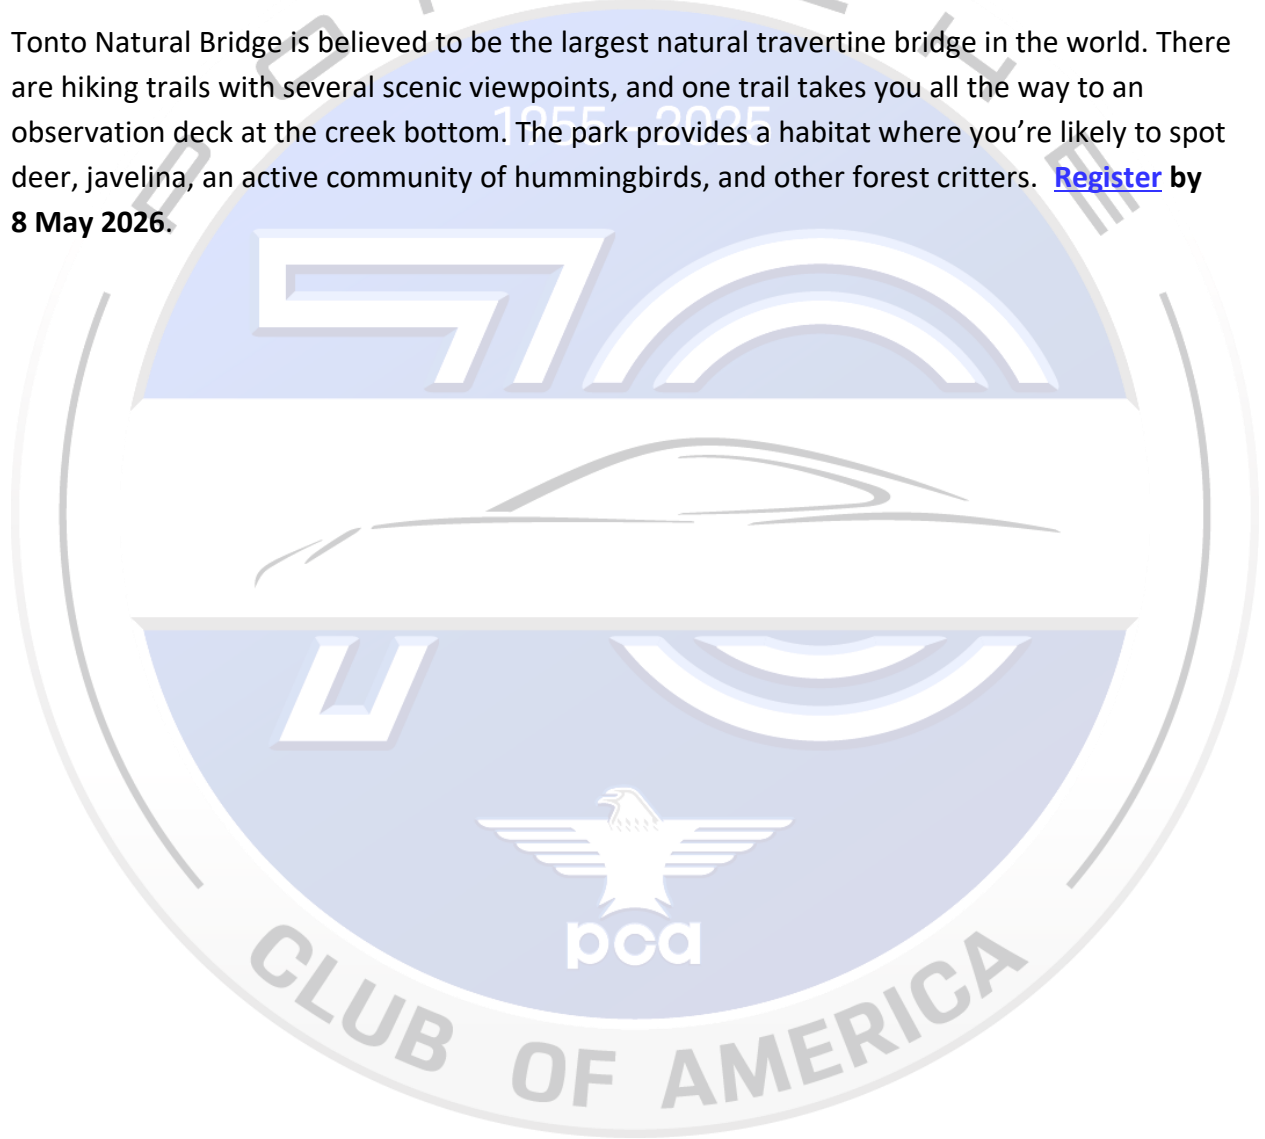 Tonto Natural Bridge is believed to be the largest natural travertine bridge in the world. There
are hiking trails with several scenic viewpoints, and one trail takes you all the way to an
observation deck at the creek bottom. The park provides a habitat where you’re likely to spot
deer, javelina, an active community of hummingbirds, and other forest critters.  Register by
8 May 2026.
1955 - 2025
70
pca
CLUB OF AMERICA